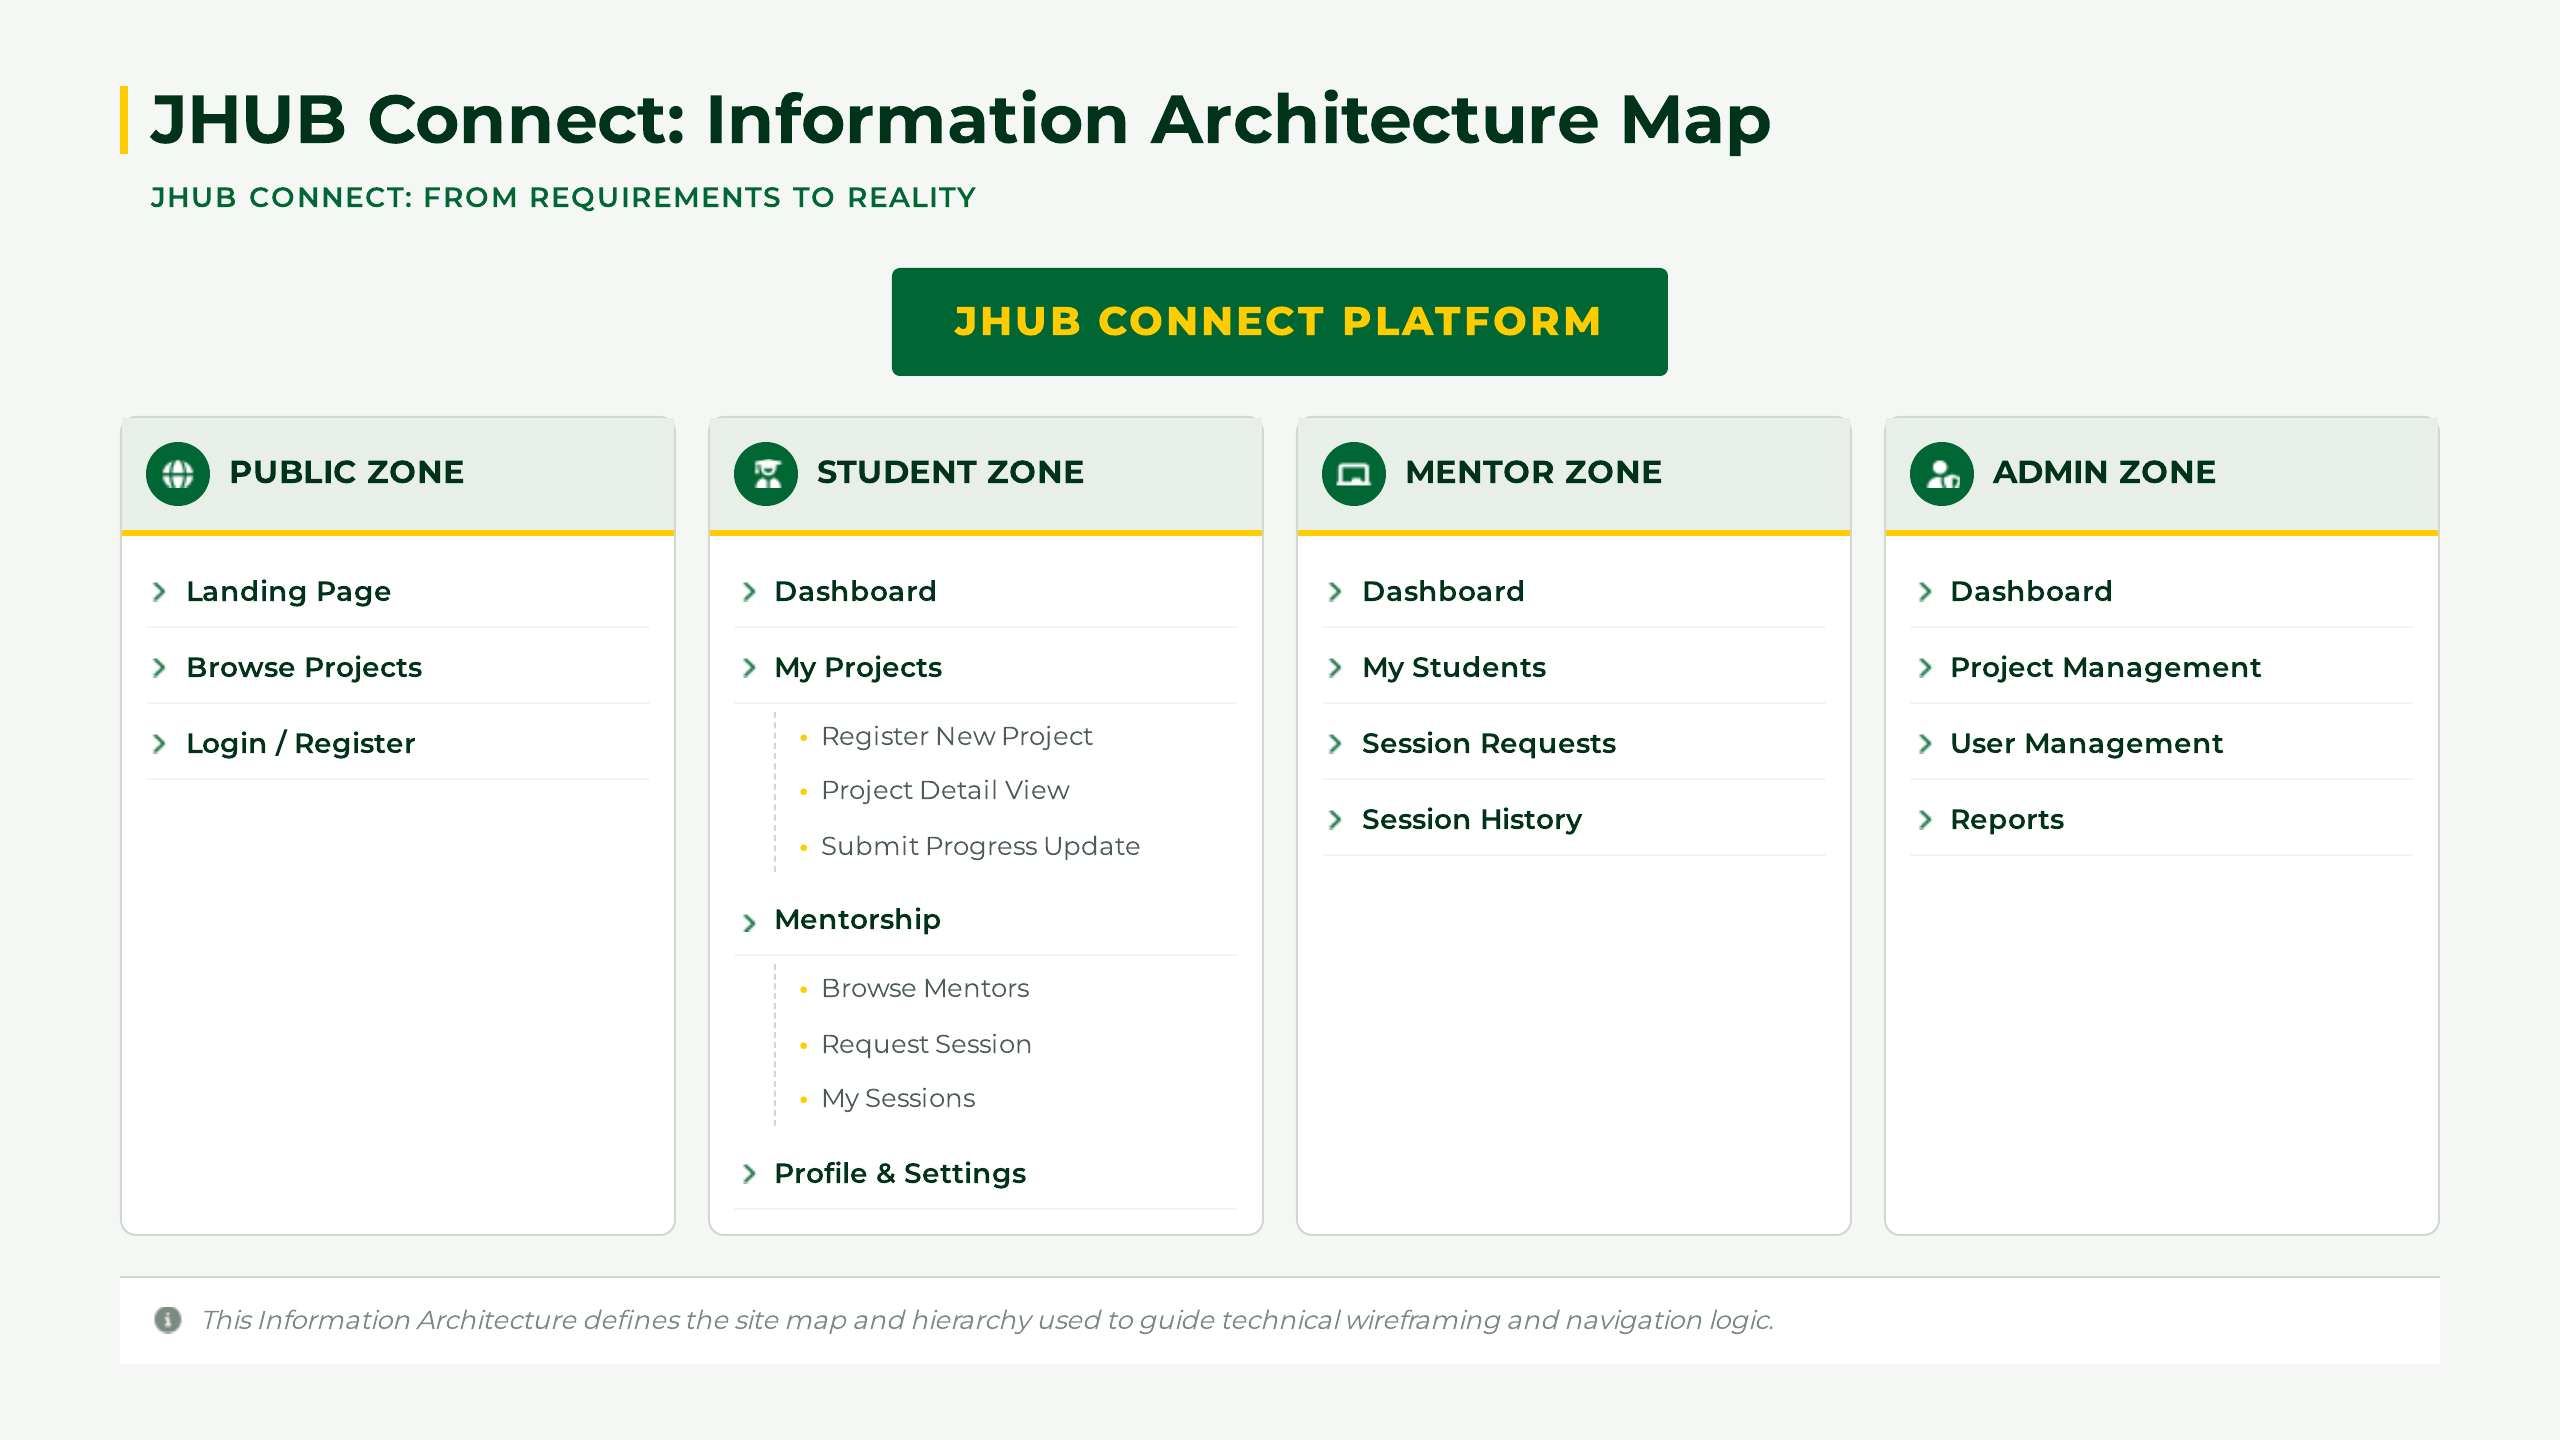 JHUB Connect: Information Architecture Map
JHUB CONNECT: FROM REQUIREMENTS TO REALITY
JHUB CONNECT PLATFORM
PUBLIC ZONE
Landing Page
Browse Projects
Login / Register
STUDENT ZONE
Dashboard
My Projects
Register New Project
Project Detail View
Submit Progress Update
Mentorship
Browse Mentors
Request Session
My Sessions
Profile & Settings
MENTOR ZONE
Dashboard
My Students
Session Requests
Session History
ADMIN ZONE
Dashboard
Project Management
User Management
Reports
This Information Architecture defines the site map and hierarchy used to guide technical wireframing and navigation logic.